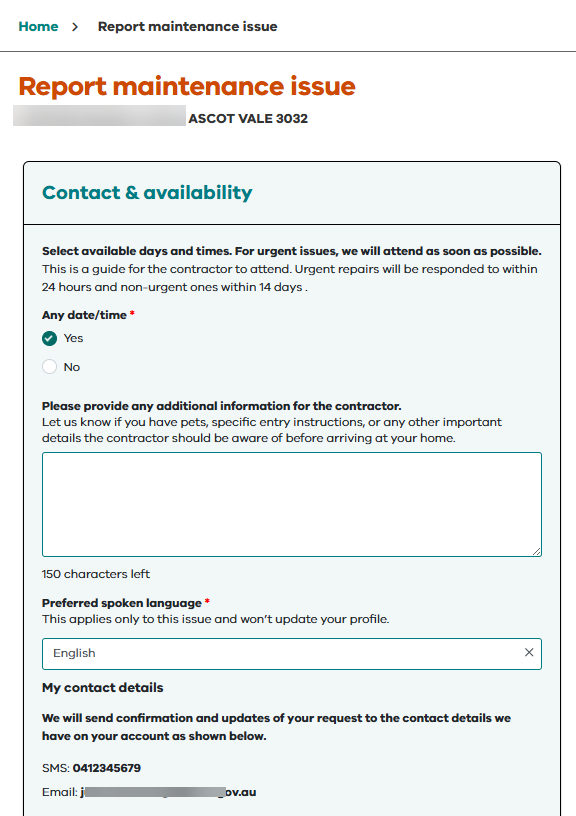 Home > Report maintenance issue
Report maintenance issue
ASCOT VALE 3032
Contact & availability
Select available days and times. For urgent issues, we will attend as soon as possible.
This is a guide for the contractor to attend. Urgent repairs will be responded to within
24 hours and non-urgent ones within 14 days .
Any date/time *
Yes
No
Please provide any additional information for the contractor.
Let us know if you have pets, specific entry instructions, or any other important
details the contractor should be aware of before arriving at your home.
150 characters left
Preferred spoken language *
This applies only to this issue and won't update your profile.
English ×
My contact details
We will send confirmation and updates of your request to the contact details we
have on your account as shown below.
SMS: 0412345679
Email: j ov.au